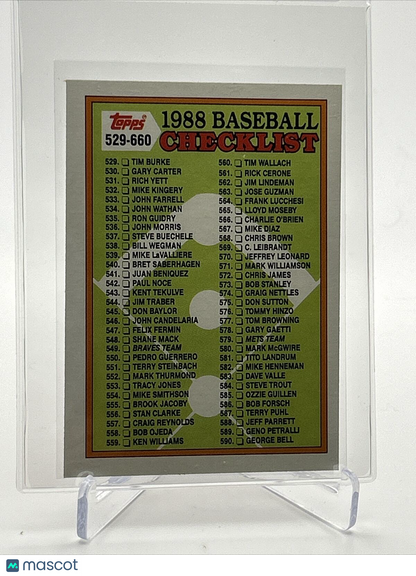 Topps
529-660
1988 BASEBALL
CHECKLIST
529. TIM BURKE
530. GARY CARTER
531. RICH YETT
532. MIKE KINGERY
533. JOHN FARRELL
534. JOHN WATHAN
535. RON GUIDRY
536. JOHN MORRIS
537. STEVE BUECHELE
538. BILL WEGMAN
539. MIKE LaVALLIERE
540. BRET SABERHAGEN
541. JUAN BENIQUEZ
542. PAUL NOCE
543. KENT TEKULVE
544. JIM TRABER
545. DON BAYLOR
546. JOHN CANDELARIA
547. FELIX FERMIN
548. SHANE MACK
549. BRAVES TEAM
550. PEDRO GUERRERO
551. TERRY STEINBACH
552. MARK THURMOND
553. TRACY JONES
554. MIKE SMITHSON
555. BROOK JACOBY
556. STAN CLARKE
557. CRAIG REYNOLDS
558. BOB OJEDA
559. KEN WILLIAMS
560. TIM WALLACH
561. RICK CERONE
562. JIM LINDEMAN
563. JOSE GUZMAN
564. FRANK LUCCHESI
565. LLOYD MOSEBY
566. CHARLIE O'BRIEN
567. MIKE DIAZ
568. CHRIS BROWN
569. C. LEIBRANDT
570. JEFFREY LEONARD
571. MARK WILLIAMSON
572. CHRIS JAMES
573. BOB STANLEY
574. GRAIG NETTLES
575. DON SUTTON
576. TOMMY HINZO
577. TOM BROWNING
578. GARY GAETTI
579. METS TEAM
580. MARK McGWIRE
581. TITO LANDRUM
582. MIKE HENNEMAN
583. DAVE VALLE
584. STEVE TROUT
585. OZZIE GUILLEN
586. BOB FORSCH
587. TERRY PUHL
588. JEFF PARRETT
589. GENO PETRALLI
590. GEORGE BELL
mascot